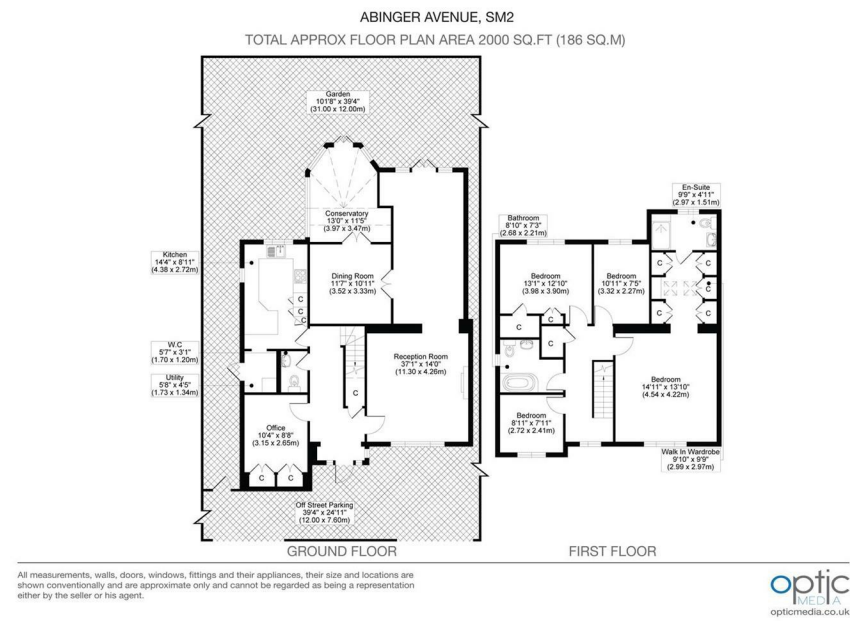 ABINGER AVENUE, SM2
TOTAL APPROX FLOOR PLAN AREA 2000 SQ.FT (186 SQ.M)
Garden
101'8" x 39'4"
(31.00 x 12.00m)
Conservatory
13'0" x 11'5"
(3.97 x 3.47m)
Kitchen
14'4" x 8'11"
(4.38 x 2.72m)
Dining Room
11'7" x 10'11"
(3.52 x 3.33m)
C
C
C
W.C
5'7" x 3'1"
(1.70 x 1.20m)
Utility
5'8" x 4'5"
(1.73 x 1.34m)
Reception Room
37'1" x 14'0"
(11.30 x 4.26m)
C
Office
10'4" x 8'8"
(3.15 x 2.65m)
C
C
Off Street Parking
39'4" x 24'11"
(12.00 x 7.60m)
GROUND FLOOR
En-Suite
9'9" x 4'11"
(2.97 x 1.51m)
Bathroom
8'10" x 7'3"
(2.68 x 2.21m)
C
C
Bedroom
13'1" x 12'10"
(3.98 x 3.90m)
Bedroom
10'11" x 7'5"
(3.32 x 2.27m)
C
C
C
C
C
C
Bedroom
14'11" x 13'10"
(4.54 x 4.22m)
Bedroom
8'11" x 7'11"
(2.72 x 2.41m)
Walk In Wardrobe
9'10" x 9'9"
(2.99 x 2.97m)
FIRST FLOOR
All measurements, walls, doors, windows, fittings and their appliances, their size and locations are
shown conventionally and are approximate only and cannot be regarded as being a representation
either by the seller or his agent.
optic
MEDIA
opticmedia.co.uk